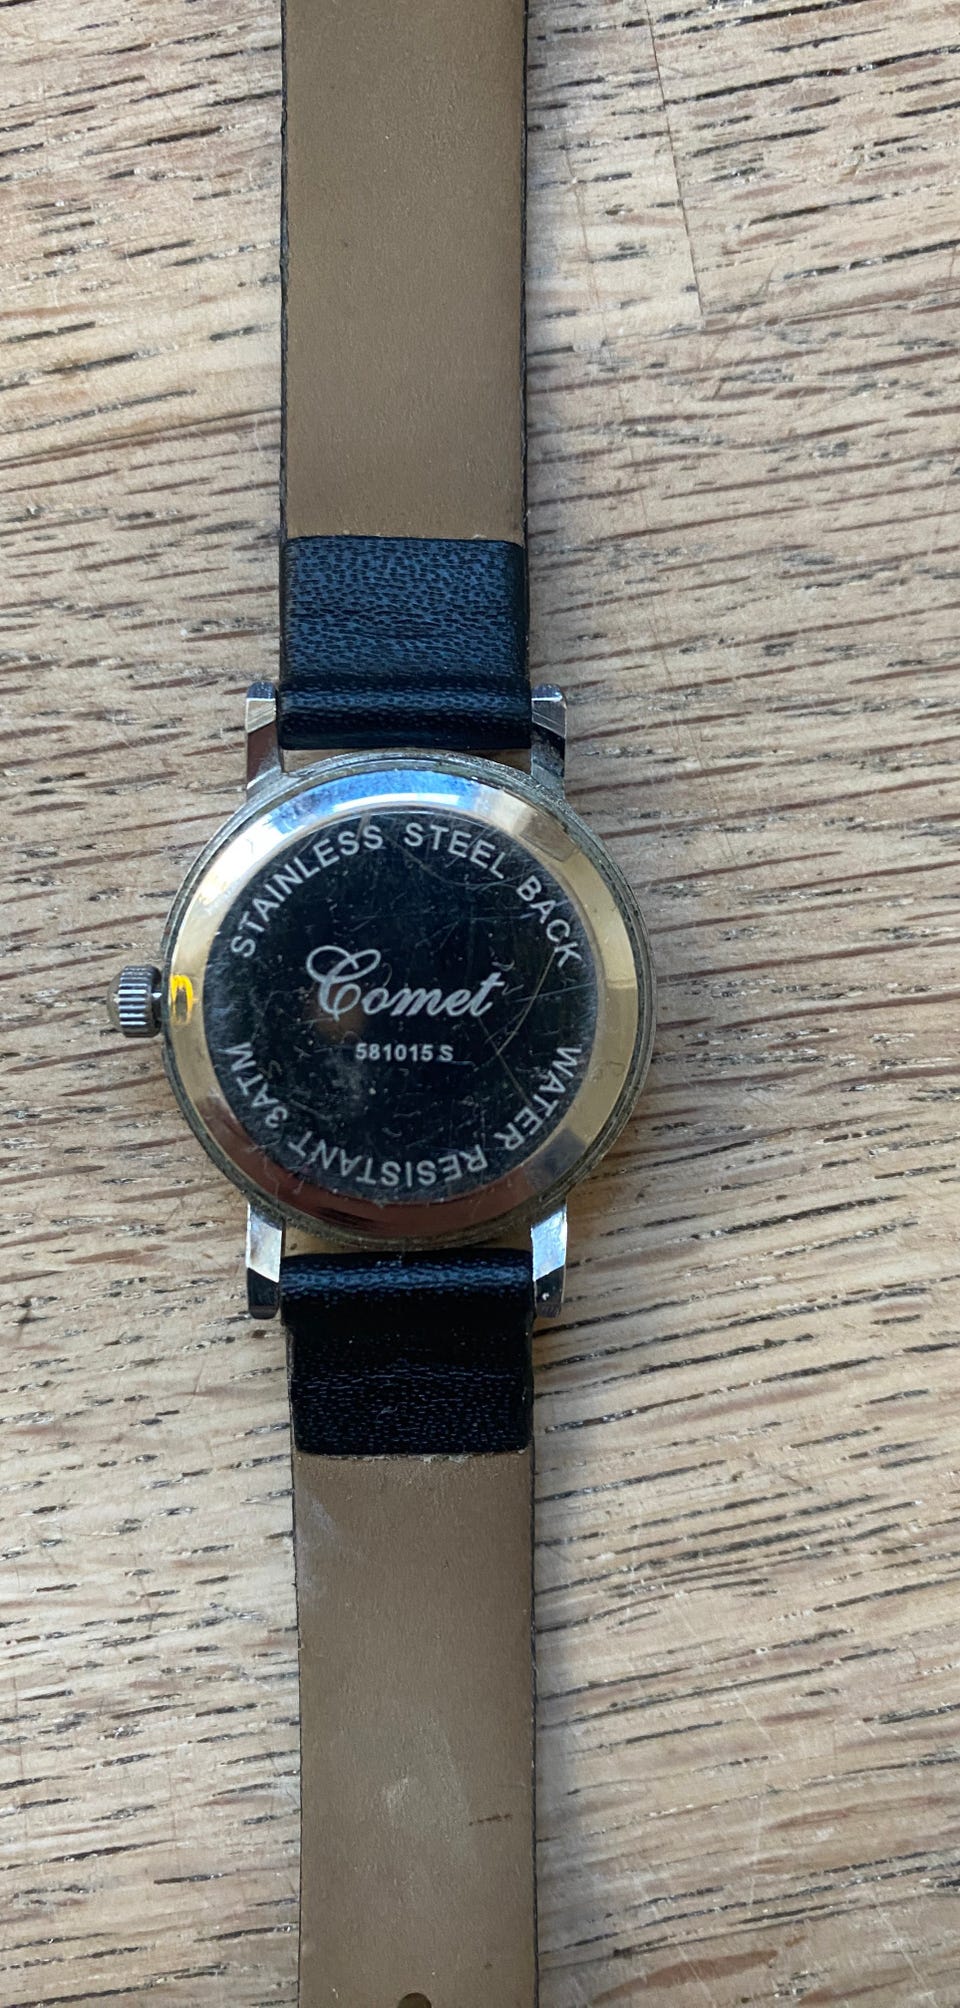 STAINLESS STEEL BACK
Comet
581015 S
WATER RESISTANT 3ATM